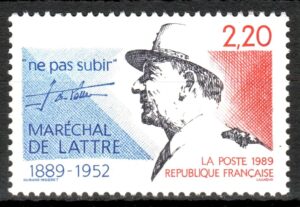 "ne pas subir"
2,20
MARÉCHAL
DE LATTRE
1889-1952
LA POSTE 1989
REPUBLIQUE FRANÇAISE